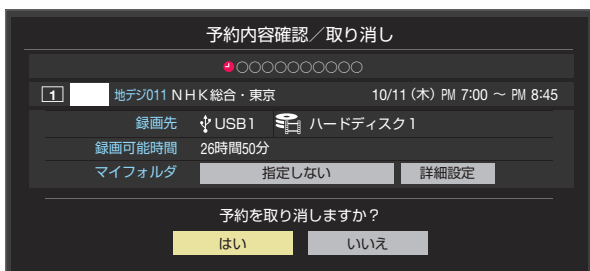 予約内容確認／取り消し
○○○○○○○○○○
1 地デジ011 ＮＨＫ総合・東京 10/11（木）PM 7:00 ～ PM 8:45
録画先 USB1 ハードディスク1
録画可能時間 26時間50分
マイフォルダ 指定しない 詳細設定
予約を取り消しますか？
はい いいえ